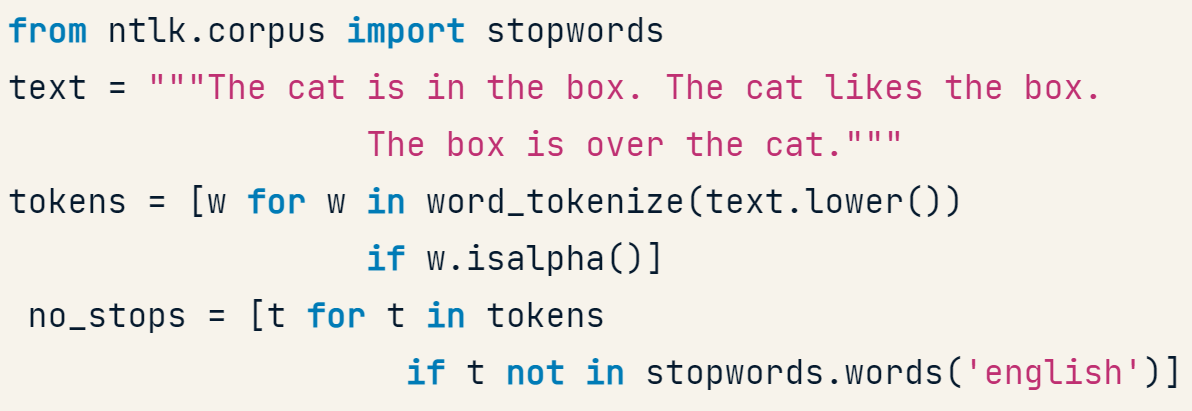 from ntlk.corpus import stopwords
text = """The cat is in the box. The cat likes the box.
                  The box is over the cat."""
tokens = [w for w in word_tokenize(text.lower())
                  if w.isalpha()]
 no_stops = [t for t in tokens
                    if t not in stopwords.words('english')]